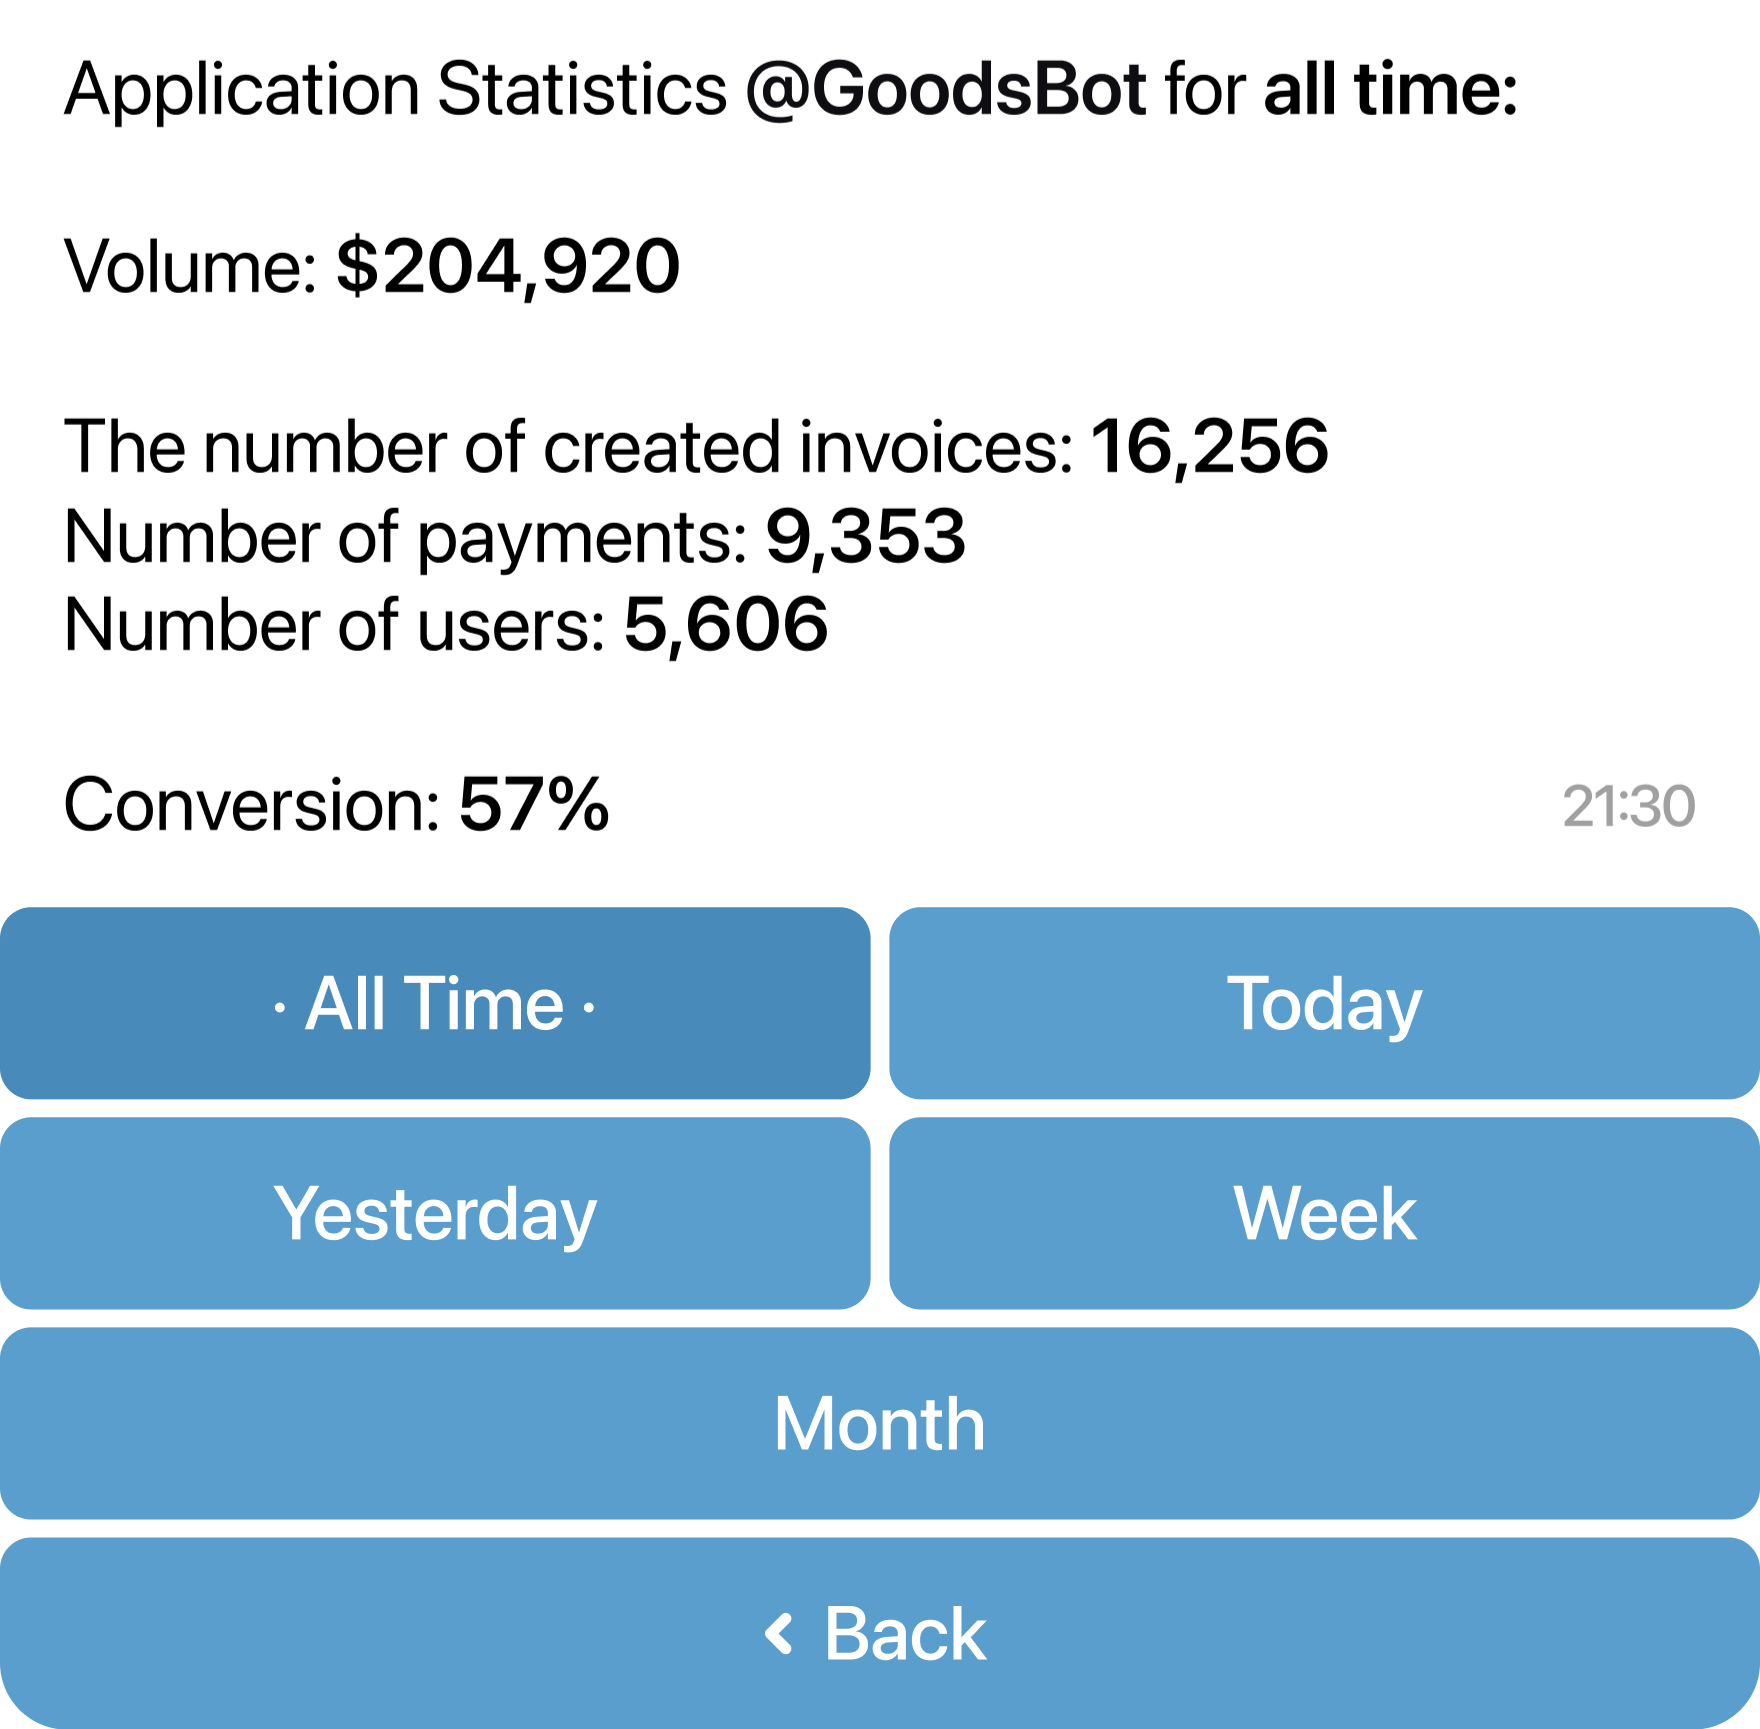 Application Statistics @GoodsBot for all time:
Volume: $204,920
The number of created invoices: 16,256
Number of payments: 9,353
Number of users: 5,606
Conversion: 57%
21:30
· All Time ·
Today
Yesterday
Week
Month
‹ Back